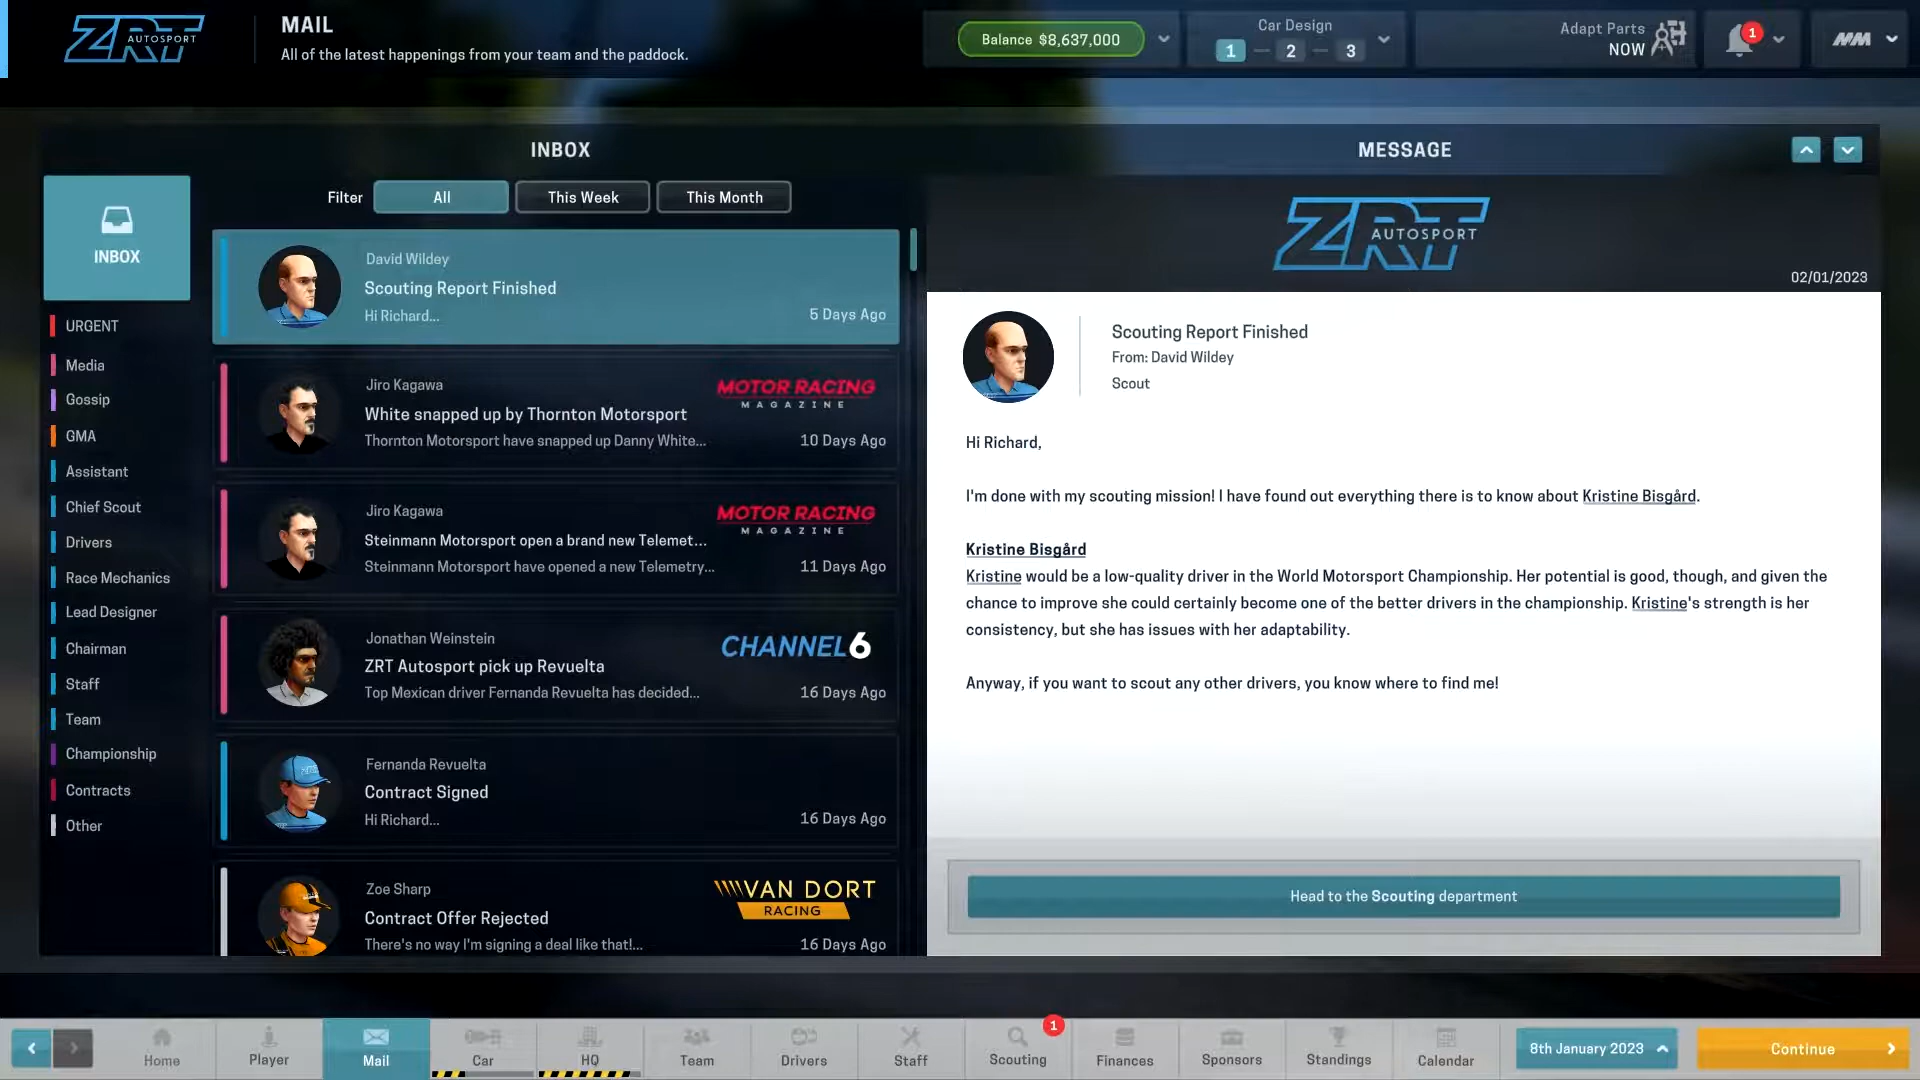 ZRT AUTOSPORT
MAIL
All of the latest happenings from your team and the paddock.
Balance $8,637,000
Car Design
1 2 3
Adapt Parts
NOW
1
INBOX
MESSAGE
INBOX
Filter All This Week This Month
URGENT
Media
Gossip
GMA
Assistant
Chief Scout
Drivers
Race Mechanics
Lead Designer
Chairman
Staff
Team
Championship
Contracts
Other
David Wildey
Scouting Report Finished
Hi Richard...
5 Days Ago
Jiro Kagawa
MOTOR RACING
MAGAZINE
White snapped up by Thornton Motorsport
Thornton Motorsport have snapped up Danny White...
10 Days Ago
Jiro Kagawa
MOTOR RACING
MAGAZINE
Steinmann Motorsport open a brand new Telemet...
Steinmann Motorsport have opened a new Telemetry...
11 Days Ago
Jonathan Weinstein
CHANNEL6
ZRT Autosport pick up Revuelta
Top Mexican driver Fernanda Revuelta has decided...
16 Days Ago
Fernanda Revuelta
Contract Signed
Hi Richard...
16 Days Ago
Zoe Sharp
VAN DORT
RACING
Contract Offer Rejected
There's no way I'm signing a deal like that!...
16 Days Ago
ZRT AUTOSPORT
02/01/2023
Scouting Report Finished
From: David Wildey
Scout
Hi Richard,
I'm done with my scouting mission! I have found out everything there is to know about Kristine Bisgård.
Kristine Bisgård
Kristine would be a low-quality driver in the World Motorsport Championship. Her potential is good, though, and given the
chance to improve she could certainly become one of the better drivers in the championship. Kristine's strength is her
consistency, but she has issues with her adaptability.
Anyway, if you want to scout any other drivers, you know where to find me!
Head to the Scouting department
Home
Player
Mail
Car
HQ
Team
Drivers
Staff
1
Scouting
Finances
Sponsors
Standings
Calendar
8th January 2023
Continue